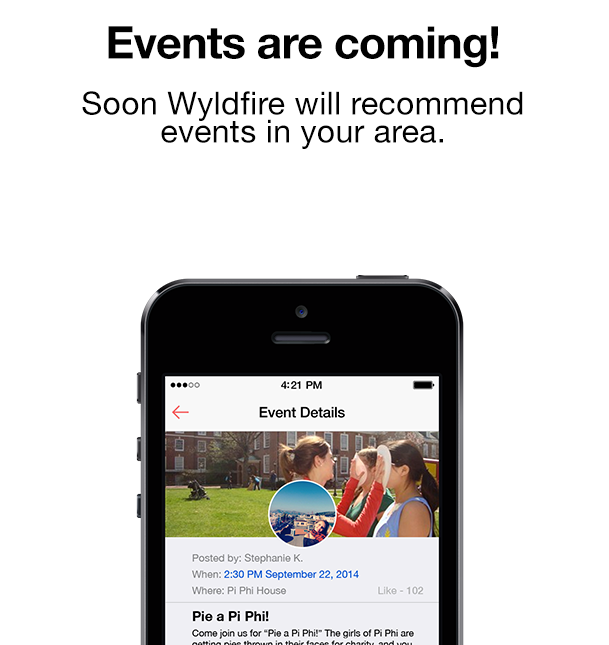 Events are coming!
Soon Wyldfire will recommend
events in your area.
4:21 PM
Event Details
Posted by: Stephanie K.
When: 2:30 PM September 22, 2014
Where: Pi Phi House
Like - 102
Pie a Pi Phi!
Come join us for “Pie a Pi Phi!” The girls of Pi Phi are
getting pies thrown in their faces for charity, and you